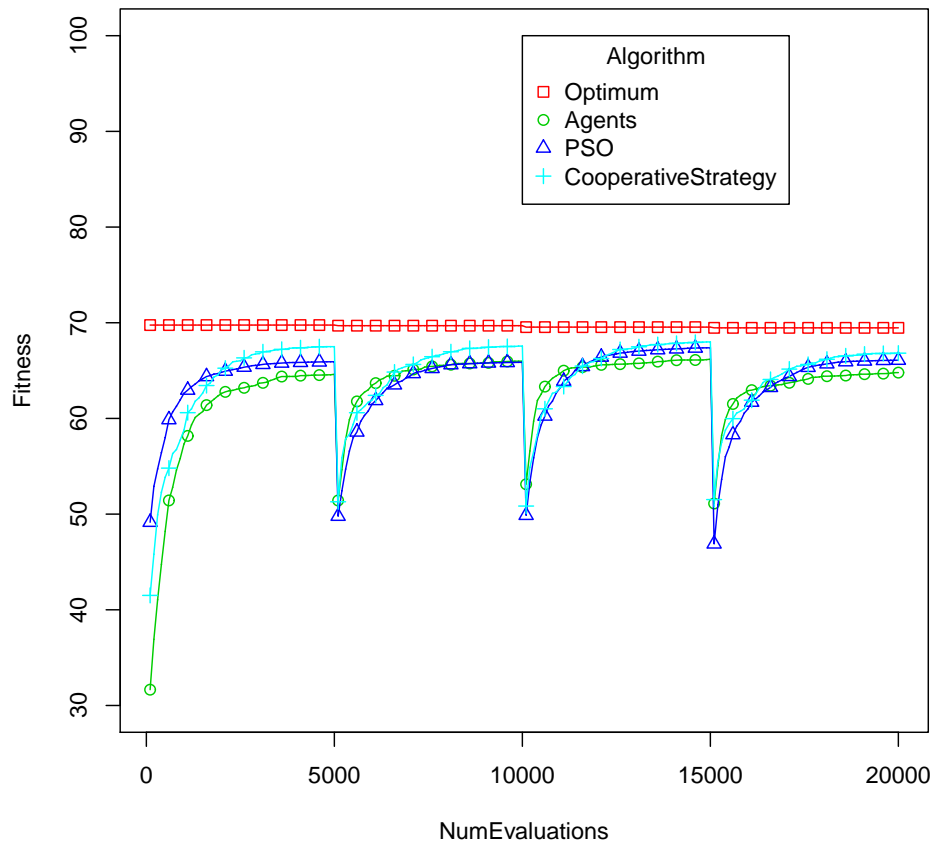 Algorithm
Optimum
Agents
PSO
CooperativeStrategy
Fitness
100
90
80
70
60
50
40
30
0 5000 10000 15000 20000
NumEvaluations